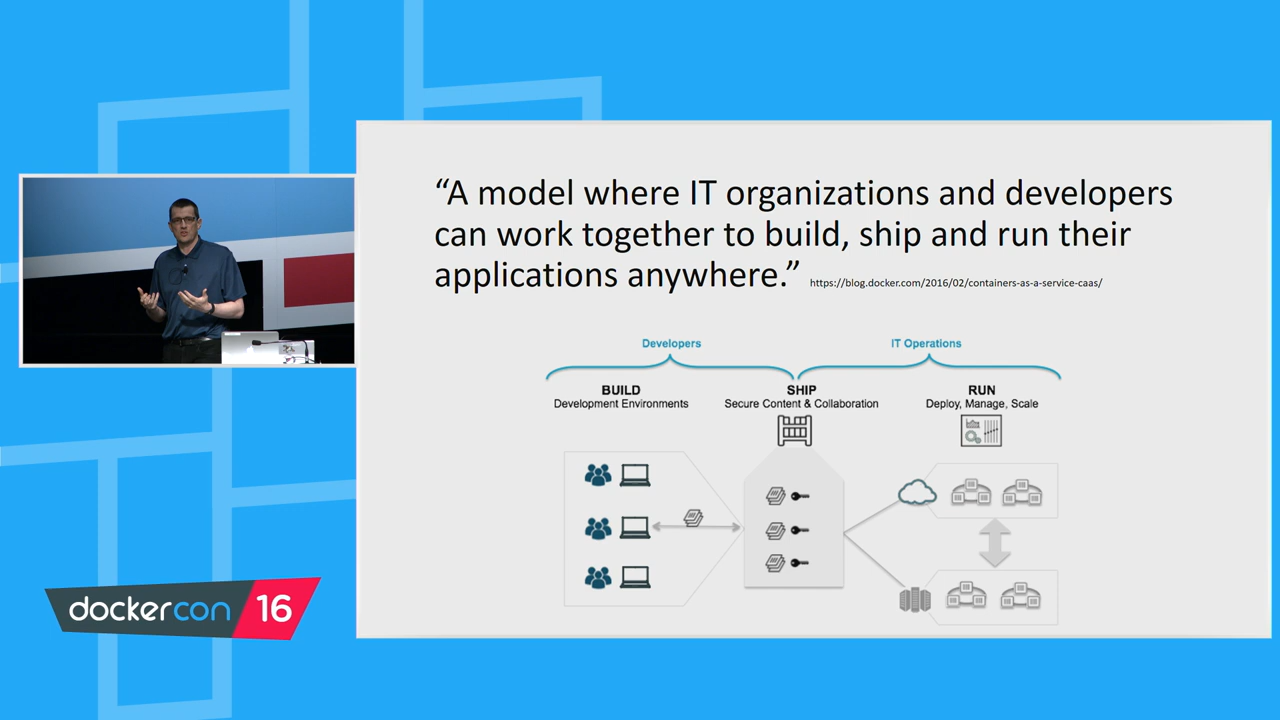 “A model where IT organizations and developers
can work together to build, ship and run their
applications anywhere.” https://blog.docker.com/2016/02/containers-as-a-service-caas/
Developers
IT Operations
BUILD
Development Environments
SHIP
Secure Content & Collaboration
RUN
Deploy, Manage, Scale
dockercon 16